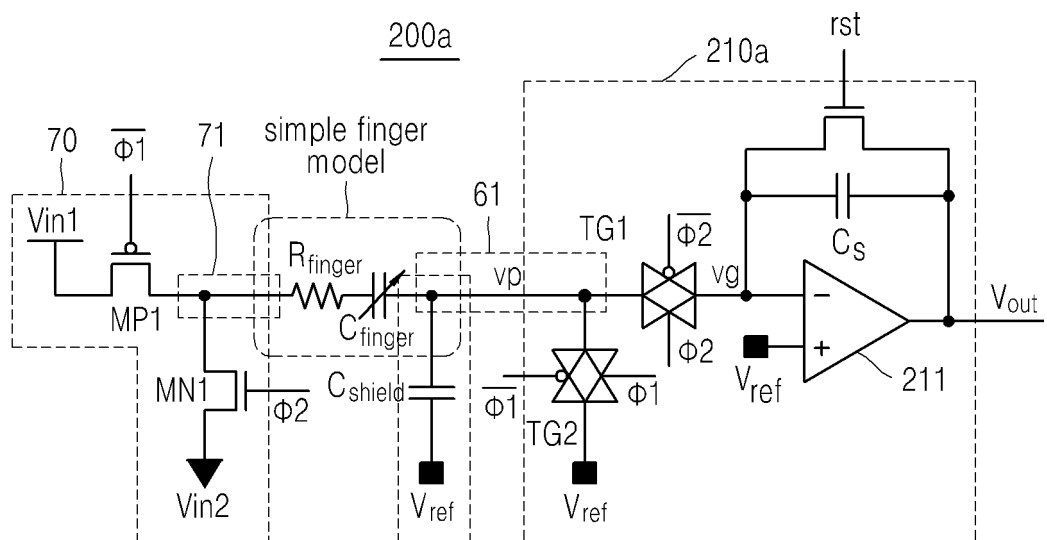 200a
rst
210a
simple finger
model
70
Φ1
71
61
Vin1
TG1
Φ2
Rfinger
vp
vg
CS
Vout
MP1
Cfinger
−
+
Vref
211
MN1
Φ2
Cshield
Φ1
Φ1
Φ2
TG2
Vin2
Vref
Vref